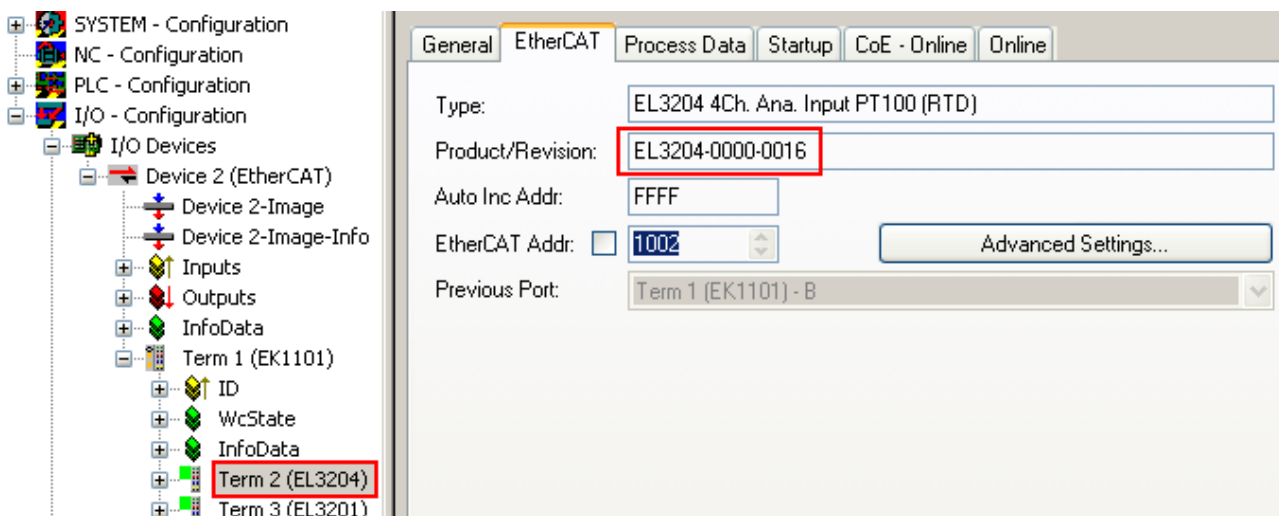 SYSTEM - Configuration
NC - Configuration
PLC - Configuration
I/O - Configuration
I/O Devices
Device 2 (EtherCAT)
Device 2-Image
Device 2-Image-Info
Inputs
Outputs
InfoData
Term 1 (EK1101)
ID
WcState
InfoData
Term 2 (EL3204)
Term 3 (EL3201)
General EtherCAT Process Data Startup CoE - Online Online
Type: EL3204 4Ch. Ana. Input PT100 (RTD)
Product/Revision: EL3204-0000-0016
Auto Inc Addr: FFFF
EtherCAT Addr: 1002 Advanced Settings...
Previous Port: Term 1 (EK1101) - B